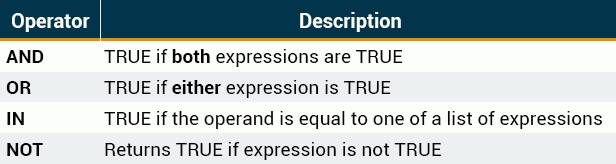 Operator Description
AND TRUE if both expressions are TRUE
OR TRUE if either expression is TRUE
IN TRUE if the operand is equal to one of a list of expressions
NOT Returns TRUE if expression is not TRUE